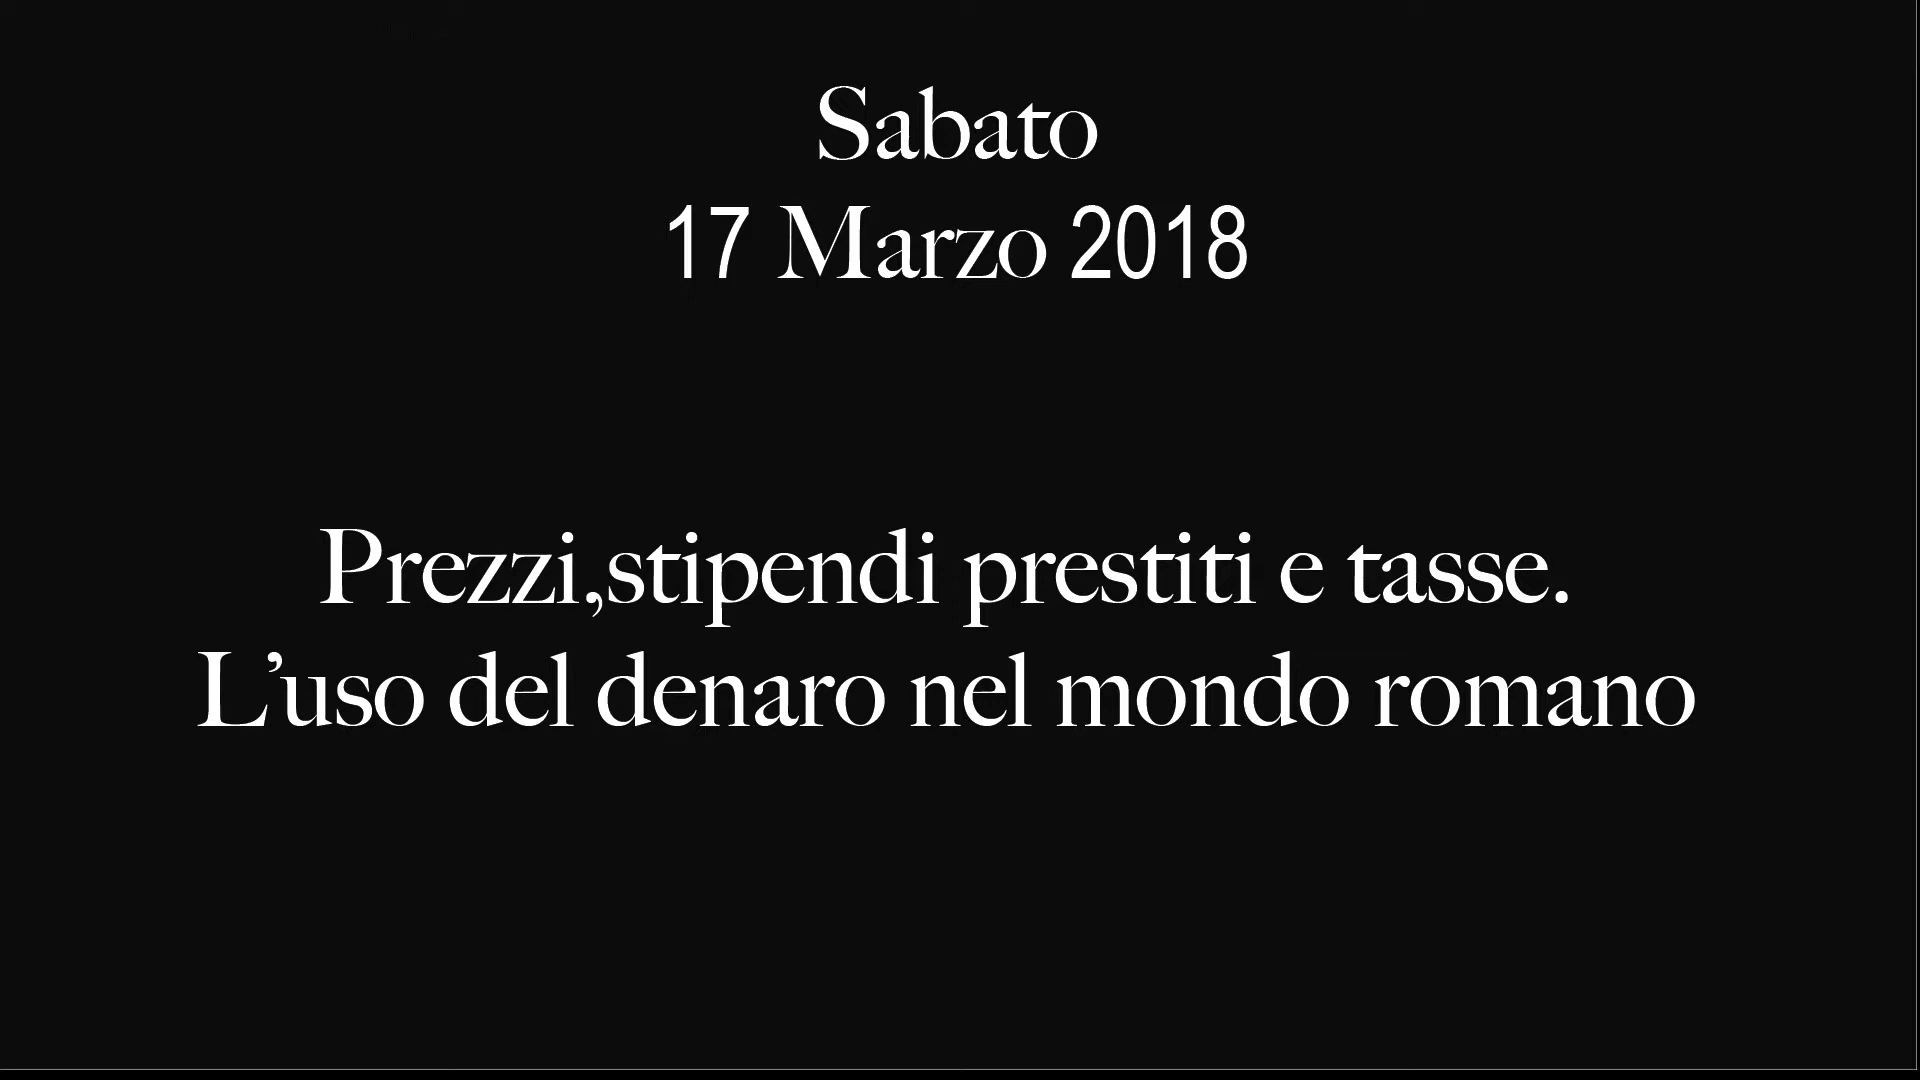 Sabato
17 Marzo 2018
Prezzi,stipendi prestiti e tasse.
L’uso del denaro nel mondo romano